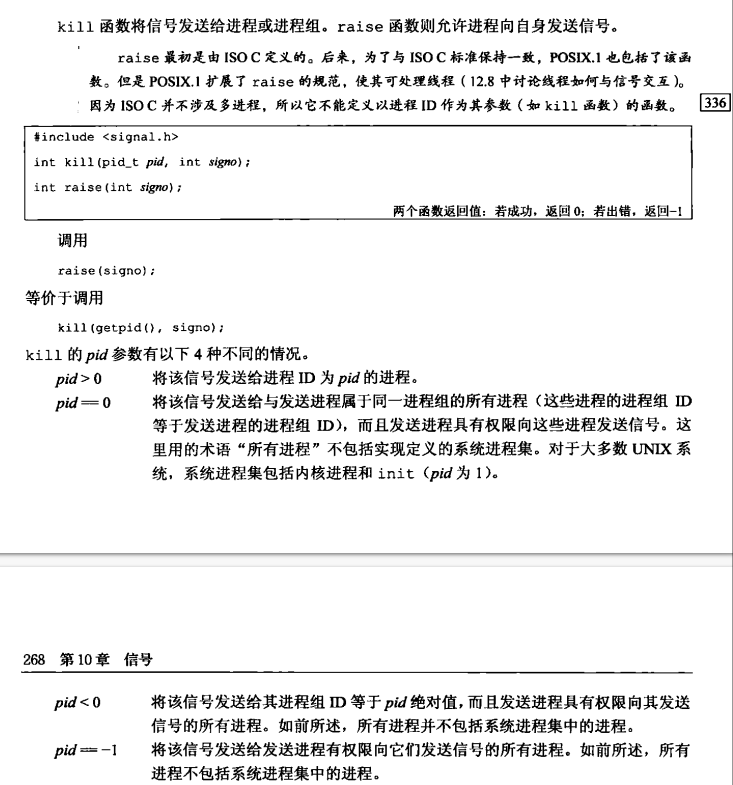 kill 函数将信号发送给进程或进程组。raise 函数则允许进程向自身发送信号。
raise 最初是由 ISO C 定义的。后来，为了与 ISO C 标准保持一致，POSIX.1 也包括了该函
数。但是 POSIX.1 扩展了 raise 的规范，使其可处理线程（12.8 中讨论线程如何与信号交互）。
因为 ISO C 并不涉及多进程，所以它不能定义以进程 ID 作为其参数（如 kill 函数）的函数。
336
#include <signal.h>
int kill(pid_t pid, int signo);
int raise(int signo);
两个函数返回值：若成功，返回 0；若出错，返回-1
调用
raise(signo);
等价于调用
kill(getpid(), signo);
kill 的 pid 参数有以下 4 种不同的情况。
pid > 0 将该信号发送给进程 ID 为 pid 的进程。
pid == 0 将该信号发送给与发送进程属于同一进程组的所有进程（这些进程的进程组 ID
等于发送进程的进程组 ID），而且发送进程具有权限向这些进程发送信号。这
里用的术语“所有进程”不包括实现定义的系统进程集。对于大多数 UNIX 系
统，系统进程集包括内核进程和 init（pid 为 1）。
268 第 10 章 信号
pid < 0 将该信号发送给其进程组 ID 等于 pid 绝对值，而且发送进程具有权限向其发送
信号的所有进程。如前所述，所有进程并不包括系统进程集中的进程。
pid == -1 将该信号发送给发送进程有权限向它们发送信号的所有进程。如前所述，所有
进程不包括系统进程集中的进程。